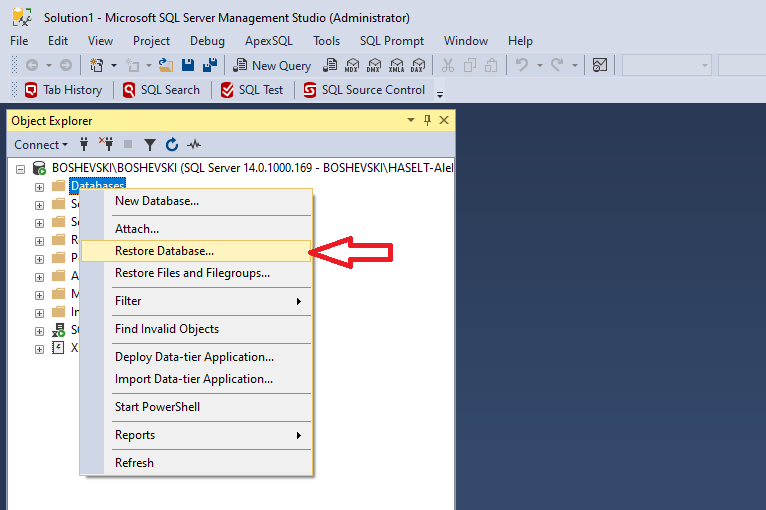 Solution1 - Microsoft SQL Server Management Studio (Administrator)
File Edit View Project Debug ApexSQL Tools SQL Prompt Window Help
New Query MDX DMX XMLA DAX
Tab History SQL Search SQL Test SQL Source Control
Object Explorer
Connect
BOSHEVSKI\BOSHEVSKI (SQL Server 14.0.1000.169 - BOSHEVSKI\HASELT-Alel
Databases
New Database...
Attach...
Restore Database...
Restore Files and Filegroups...
Filter
Find Invalid Objects
Deploy Data-tier Application...
Import Data-tier Application...
Start PowerShell
Reports
Refresh